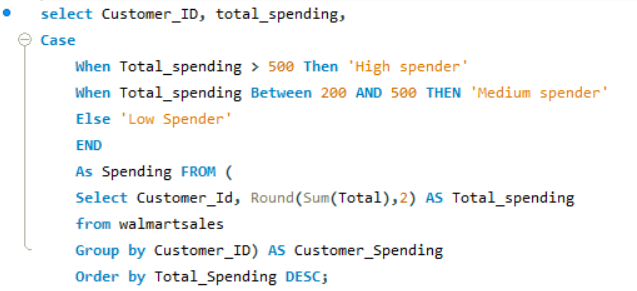 select Customer_ID, total_spending,
Case
When Total_spending > 500 Then 'High spender'
When Total_spending Between 200 AND 500 THEN 'Medium spender'
Else 'Low Spender'
END
As Spending FROM (
Select Customer_Id, Round(Sum(Total),2) AS Total_spending
from walmartsales
Group by Customer_ID) AS Customer_Spending
Order by Total_Spending DESC;